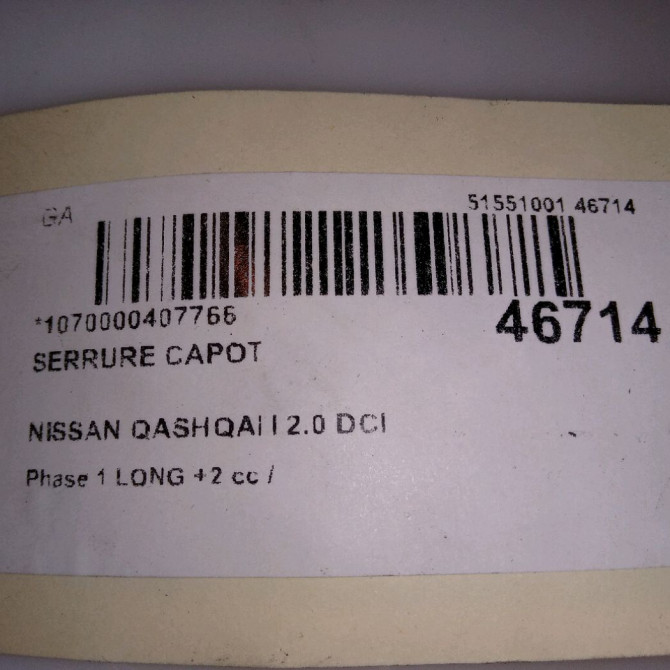 GA
51551001 46714
*1070000407766
46714
SERRURE CAPOT
NISSAN QASHQAI I 2.0 DCI
Phase 1 LONG +2 cc /